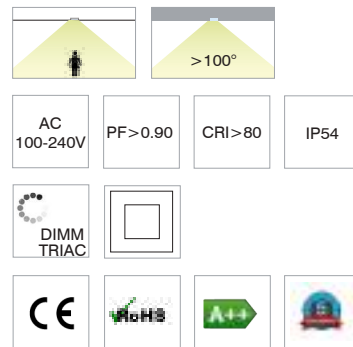 >100°
AC
100-240V
PF>0.90
CRI>80
IP54
DIMM
TRIAC
CE
RoHS
A++